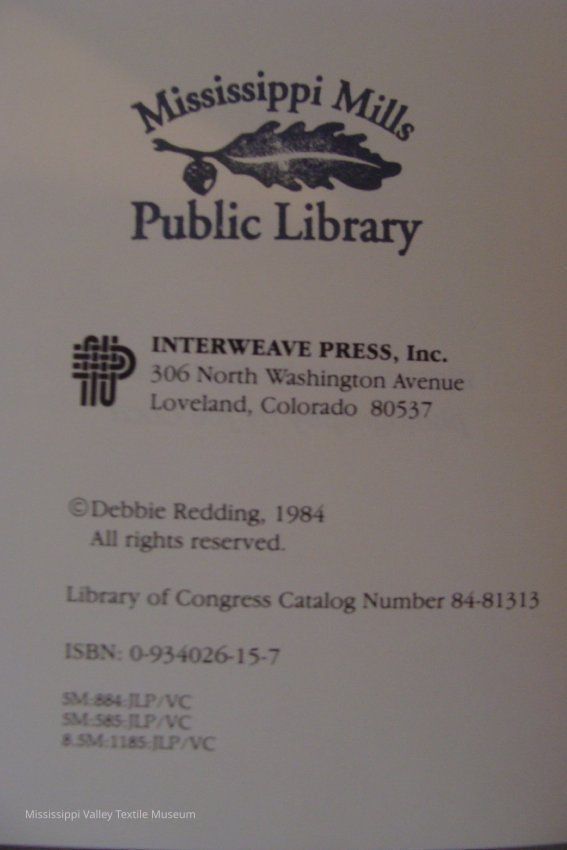 Mississippi Mills
Public Library
INTERWEAVE PRESS, Inc.
306 North Washington Avenue
Loveland, Colorado 80537
©Debbie Redding, 1984
All rights reserved.
Library of Congress Catalog Number 84-81313
ISBN: 0-934026-15-7
5M:884:JLP/VC
5M:585:JLP/VC
8.5M:1185:JLP/VC
Mississippi Valley Textile Museum